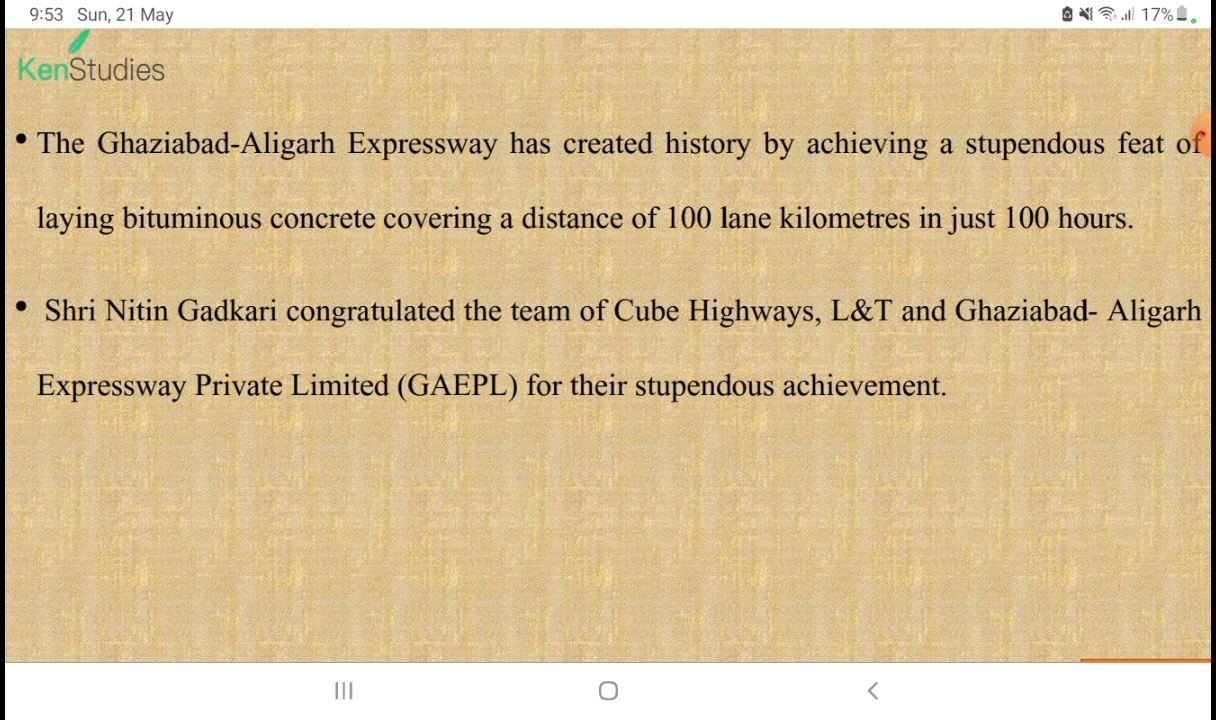 9:53 Sun, 21 May
17%
KenStudies
• The Ghaziabad-Aligarh Expressway has created history by achieving a stupendous feat of
laying bituminous concrete covering a distance of 100 lane kilometres in just 100 hours.
• Shri Nitin Gadkari congratulated the team of Cube Highways, L&T and Ghaziabad- Aligarh
Expressway Private Limited (GAEPL) for their stupendous achievement.